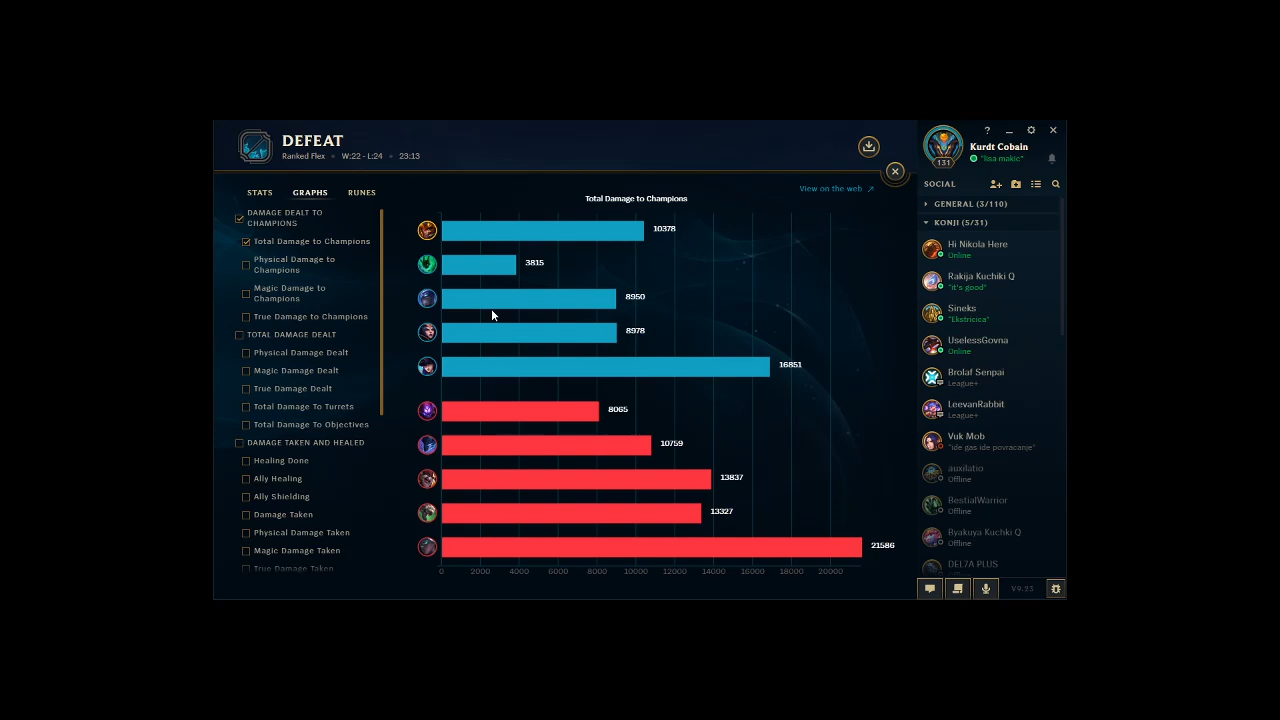 DEFEAT
Ranked Flex • W:22 - L:24 • 23:13
STATS
GRAPHS
RUNES
View on the web ↗
DAMAGE DEALT TO
CHAMPIONS
Total Damage to Champions
Physical Damage to
Champions
Magic Damage to
Champions
True Damage to Champions
TOTAL DAMAGE DEALT
Physical Damage Dealt
Magic Damage Dealt
True Damage Dealt
Total Damage To Turrets
Total Damage To Objectives
DAMAGE TAKEN AND HEALED
Healing Done
Ally Healing
Ally Shielding
Damage Taken
Physical Damage Taken
Magic Damage Taken
True Damage Taken
Total Damage to Champions
10378
3815
8950
8978
16851
8065
10759
13837
13327
21586
0 2000 4000 6000 8000 10000 12000 14000 16000 18000 20000
131
Kurdt Cobain
"lisa makic"
SOCIAL
GENERAL (3/110)
KONJI (5/31)
Hi Nikola Here
Online
Rakija Kuchiki Q
"it's good"
Sineks
"Ekstricica"
UselessGovna
Online
Brolaf Senpai
League+
LeevanRabbit
League+
Vuk Mob
"ide gas ide povracanje"
auxilatio
Offline
BestialWarrior
Offline
Byakuya Kuchki Q
Offline
DEL7A PLUS
V9.23